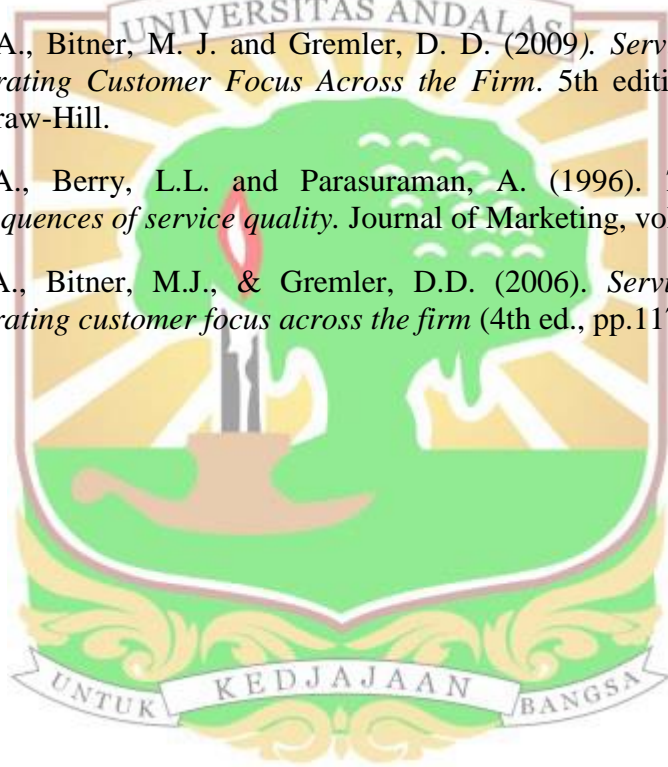 UNIVERSITAS ANDALAS
A., Bitner, M. J. and Gremler, D. D. (2009). Serv
rating Customer Focus Across the Firm. 5th editi
raw-Hill.
A., Berry, L.L. and Parasuraman, A. (1996).
quences of service quality. Journal of Marketing, vo
A., Bitner, M.J., & Gremler, D.D. (2006). Servi
rating customer focus across the firm (4th ed., pp.11
UNTUK KEDJAJAAN BANGSA